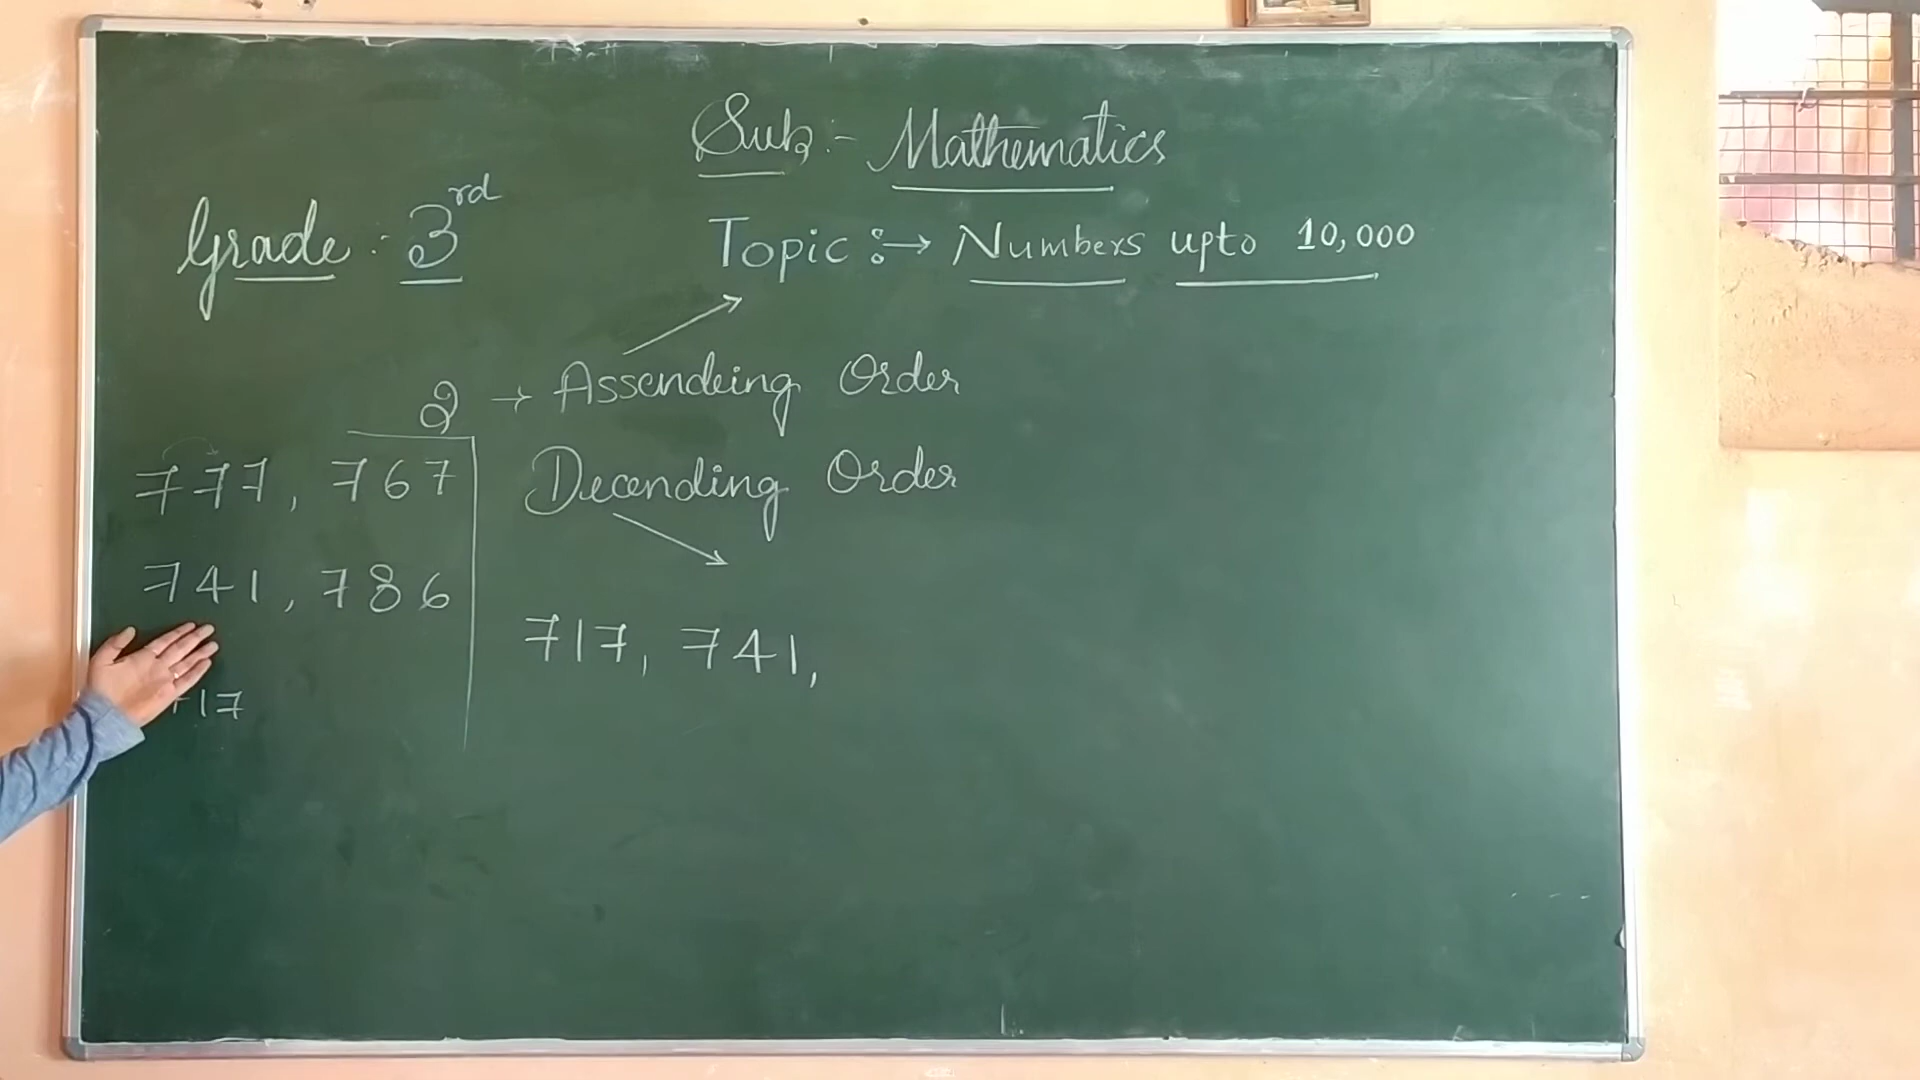 Sub :- Mathematics
Grade : 3rd
Topic :→ Numbers upto 10,000
Q → Assendeing Order
777, 767
Decending Order
741, 786
717, 741,
717